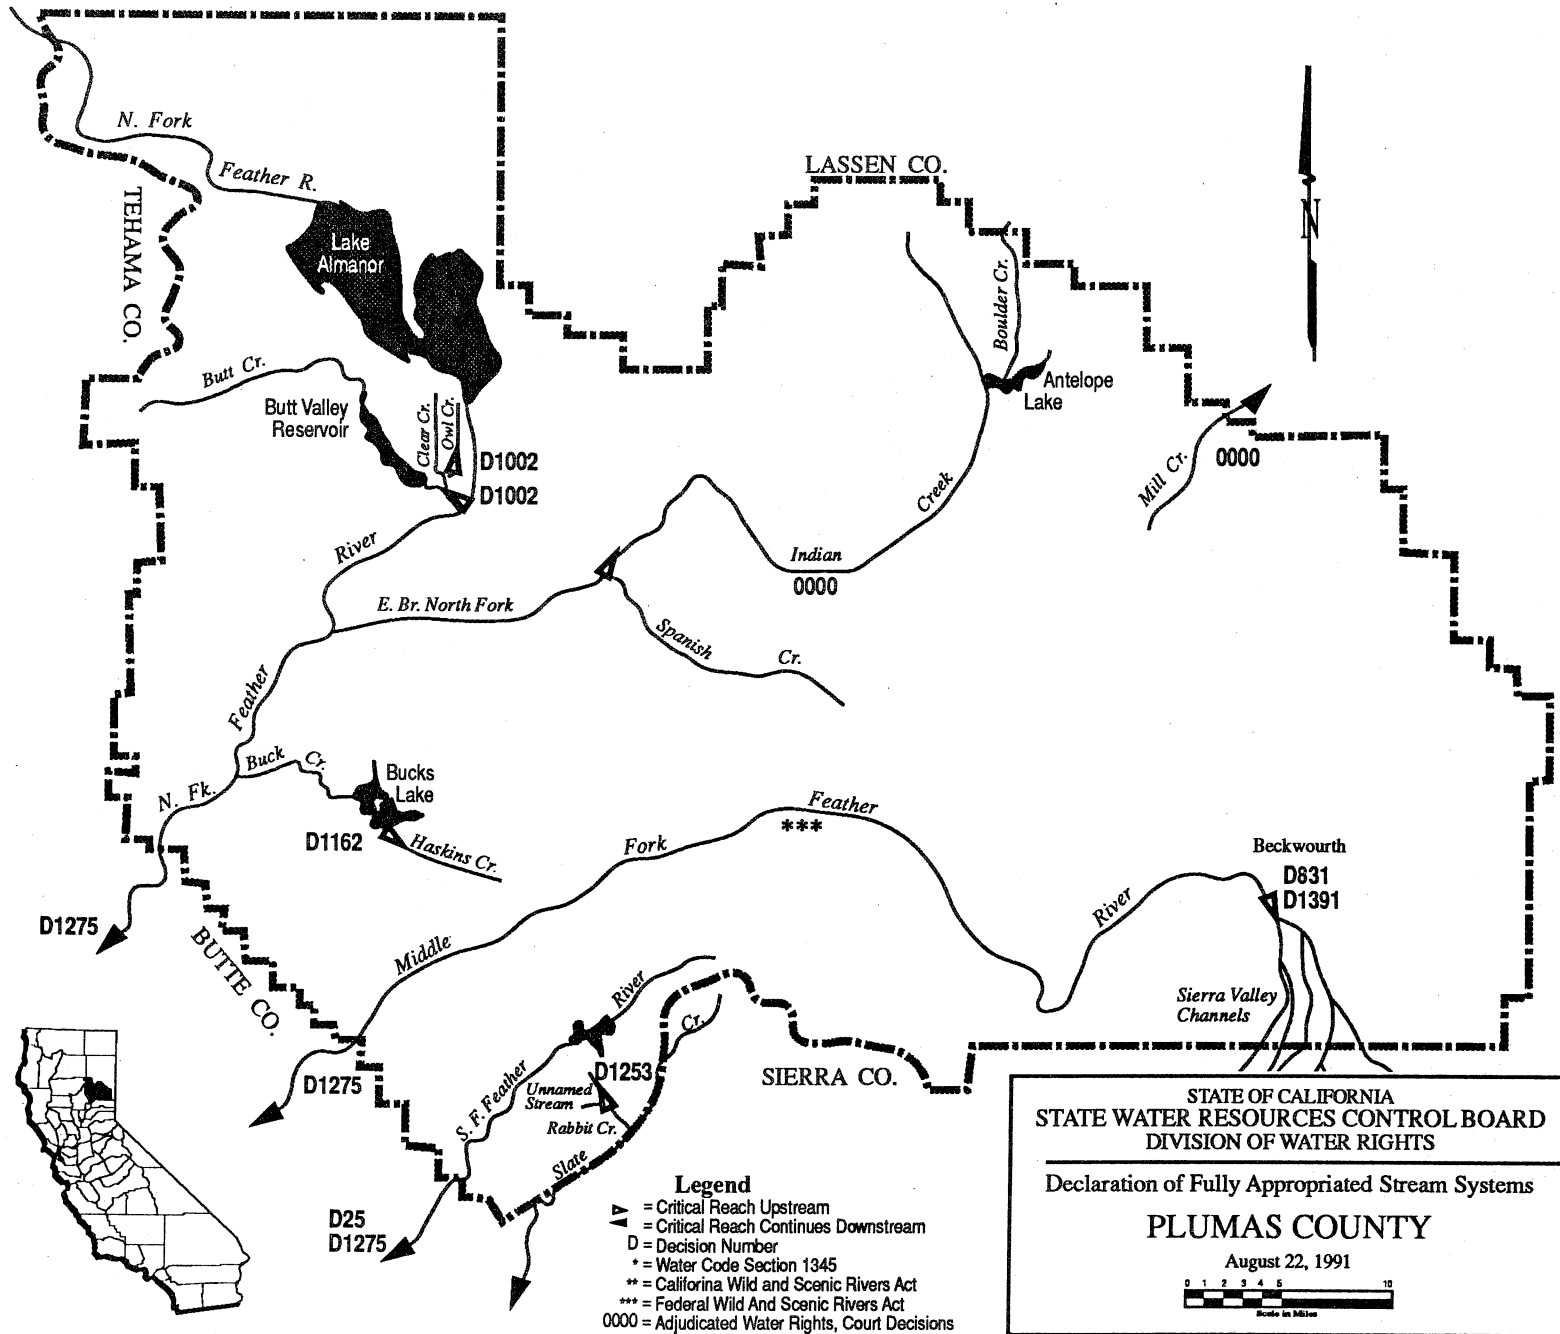 N. Fork
Feather R.
LASSEN CO.
TEHAMA CO.
N
Lake
Almanor
Boulder Cr.
Butt Cr.
Antelope
Lake
Butt Valley
Reservoir
Clear Cr.
Owl Cr.
D1002
D1002
Mill Cr.
0000
Creek
River
Indian
0000
E. Br. North Fork
Spanish
Cr.
Feather
Buck
Cr.
Bucks
Lake
N. Fk.
Feather
***
D1162
Haskins Cr.
Fork
Beckwourth
D831
D1391
River
D1275
BUTTE CO.
Middle
River
Sierra Valley
Channels
Cr.
D1253
SIERRA CO.
D1275
Unnamed
Stream
S. F. Feather
Rabbit Cr.
Slate
D25
D1275
Legend
= Critical Reach Upstream
= Critical Reach Continues Downstream
D = Decision Number
* = Water Code Section 1345
** = Califorina Wild and Scenic Rivers Act
*** = Federal Wild And Scenic Rivers Act
0000 = Adjudicated Water Rights, Court Decisions
STATE OF CALIFORNIA
STATE WATER RESOURCES CONTROL BOARD
DIVISION OF WATER RIGHTS
Declaration of Fully Appropriated Stream Systems
PLUMAS COUNTY
August 22, 1991
0 1 2 3 4 5 10
Scale in Miles